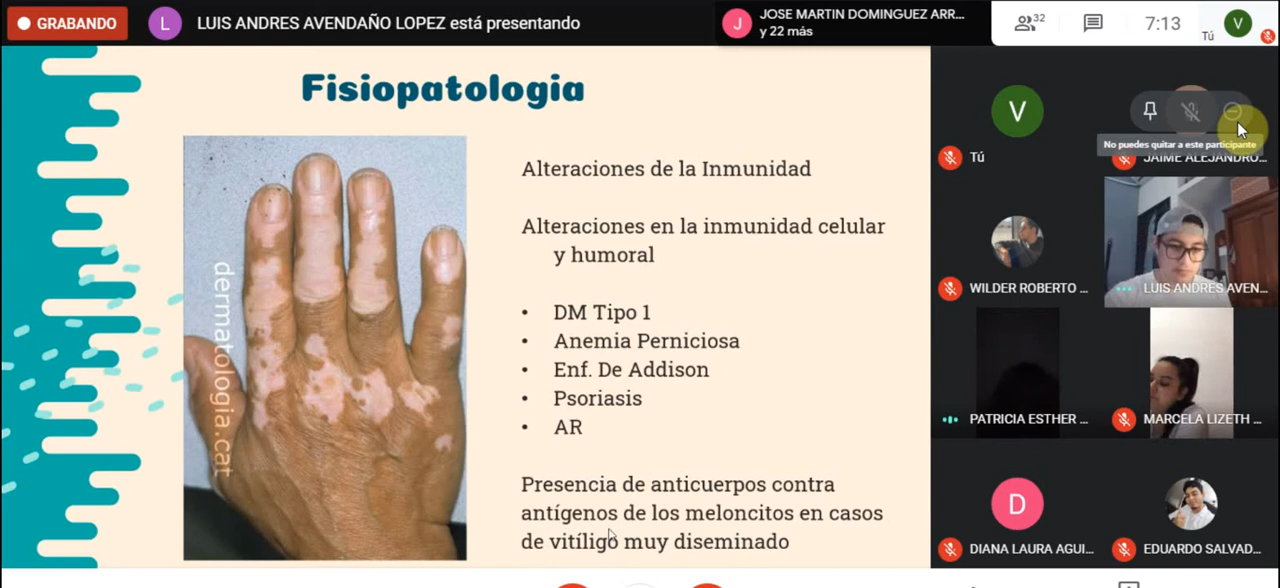 GRABANDO
L
LUIS ANDRES AVENDAÑO LOPEZ está presentando
J
JOSE MARTIN DOMINGUEZ ARR...
y 22 más
32
7:13
Tú
V
Fisiopatologia
dermatologia.cat
Alteraciones de la Inmunidad
Alteraciones en la inmunidad celular
y humoral
• DM Tipo 1
• Anemia Perniciosa
• Enf. De Addison
• Psoriasis
• AR
Presencia de anticuerpos contra
antígenos de los meloncitos en casos
de vitíligo muy diseminado
V
No puedes quitar a este participante
Tú
JAIME ALEJANDRO...
WILDER ROBERTO ...
LUIS ANDRES AVEN...
PATRICIA ESTHER ...
MARCELA LIZETH ...
D
DIANA LAURA AGUI...
EDUARDO SALVAD...